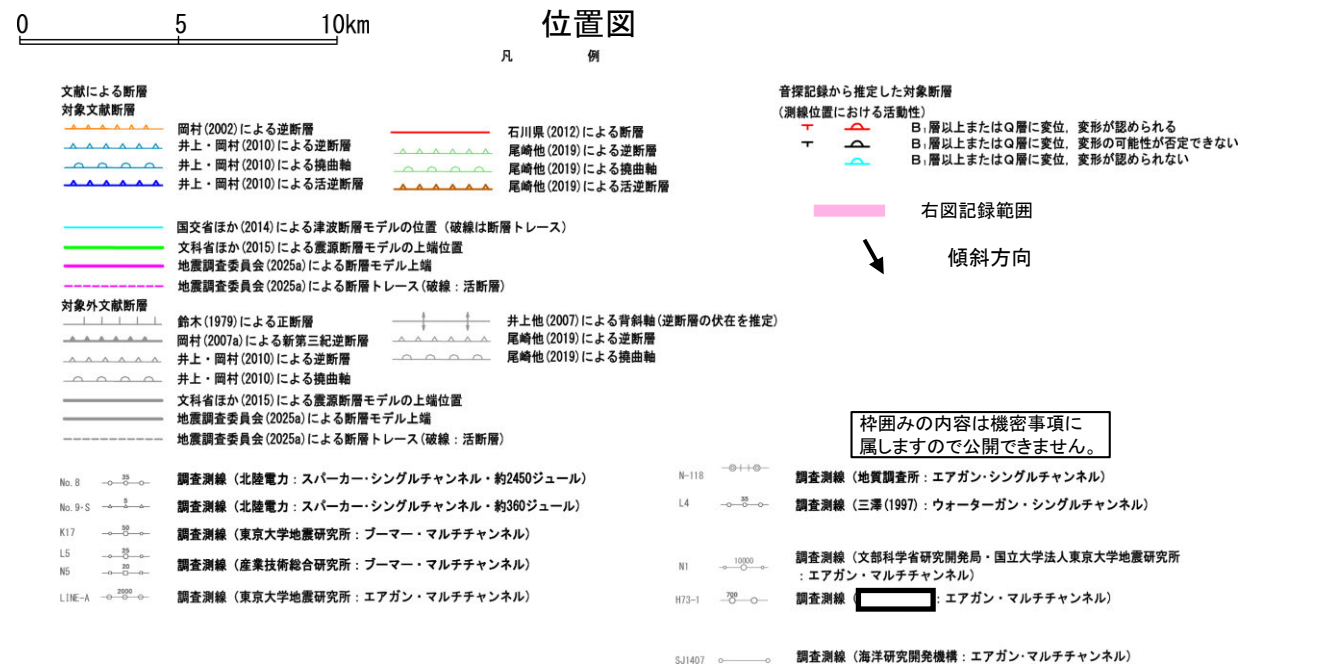 0 5 10km
位置図
凡 例
文献による断層
対象文献断層
岡村(2002)による逆断層
井上・岡村(2010)による逆断層
井上・岡村(2010)による撓曲軸
井上・岡村(2010)による活逆断層
石川県(2012)による断層
尾崎他(2019)による逆断層
尾崎他(2019)による撓曲軸
尾崎他(2019)による活逆断層
国交省ほか(2014)による津波断層モデルの位置（破線は断層トレース）
文科省ほか(2015)による震源断層モデルの上端位置
地震調査委員会(2025a)による断層モデル上端
地震調査委員会(2025a)による断層トレース(破線：活断層)
対象外文献断層
鈴木(1979)による正断層
岡村(2007a)による新第三紀逆断層
井上・岡村(2010)による逆断層
井上・岡村(2010)による撓曲軸
井上他(2007)による背斜軸(逆断層の伏在を推定)
尾崎他(2019)による逆断層
尾崎他(2019)による撓曲軸
文科省ほか(2015)による震源断層モデルの上端位置
地震調査委員会(2025a)による断層モデル上端
地震調査委員会(2025a)による断層トレース(破線：活断層)
音探記録から推定した対象断層
(測線位置における活動性)
B₁層以上またはQ層に変位，変形が認められる
B₁層以上またはQ層に変位，変形の可能性が否定できない
B₁層以上またはQ層に変位，変形が認められない
右図記録範囲
傾斜方向
枠囲みの内容は機密事項に
属しますので公開できません。
No.8 35 調査測線（北陸電力：スパーカー・シングルチャンネル・約2450ジュール）
No.9-S 5 調査測線（北陸電力：スパーカー・シングルチャンネル・約360ジュール）
K17 50 調査測線（東京大学地震研究所：ブーマー・マルチチャンネル）
L5 25
N5 20 調査測線（産業技術総合研究所：ブーマー・マルチチャンネル）
LINE-A 2000 調査測線（東京大学地震研究所：エアガン・マルチチャンネル）
N-118 調査測線（地質調査所：エアガン・シングルチャンネル）
L4 35 調査測線（三澤(1997)：ウォーターガン・シングルチャンネル）
N1 10000 調査測線（文部科学省研究開発局・国立大学法人東京大学地震研究所
：エアガン・マルチチャンネル）
H73-1 700 調査測線（ ：エアガン・マルチチャンネル）
SJ1407 調査測線（海洋研究開発機構：エアガン・マルチチャンネル）